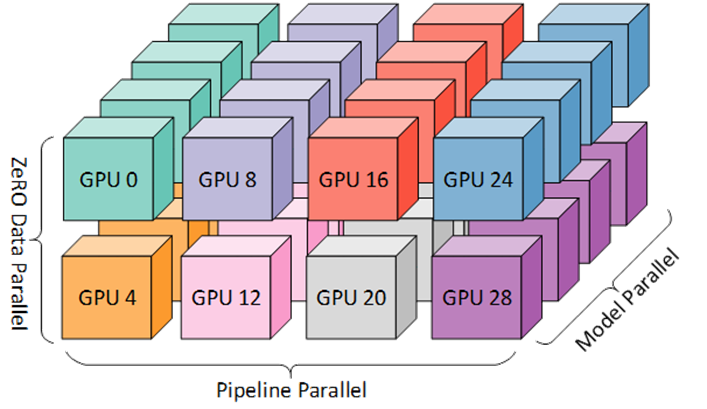 GPU 0
GPU 8
GPU 16
GPU 24
ZeRO Data Parallel
GPU 4
GPU 12
GPU 20
GPU 28
Model Parallel
Pipeline Parallel